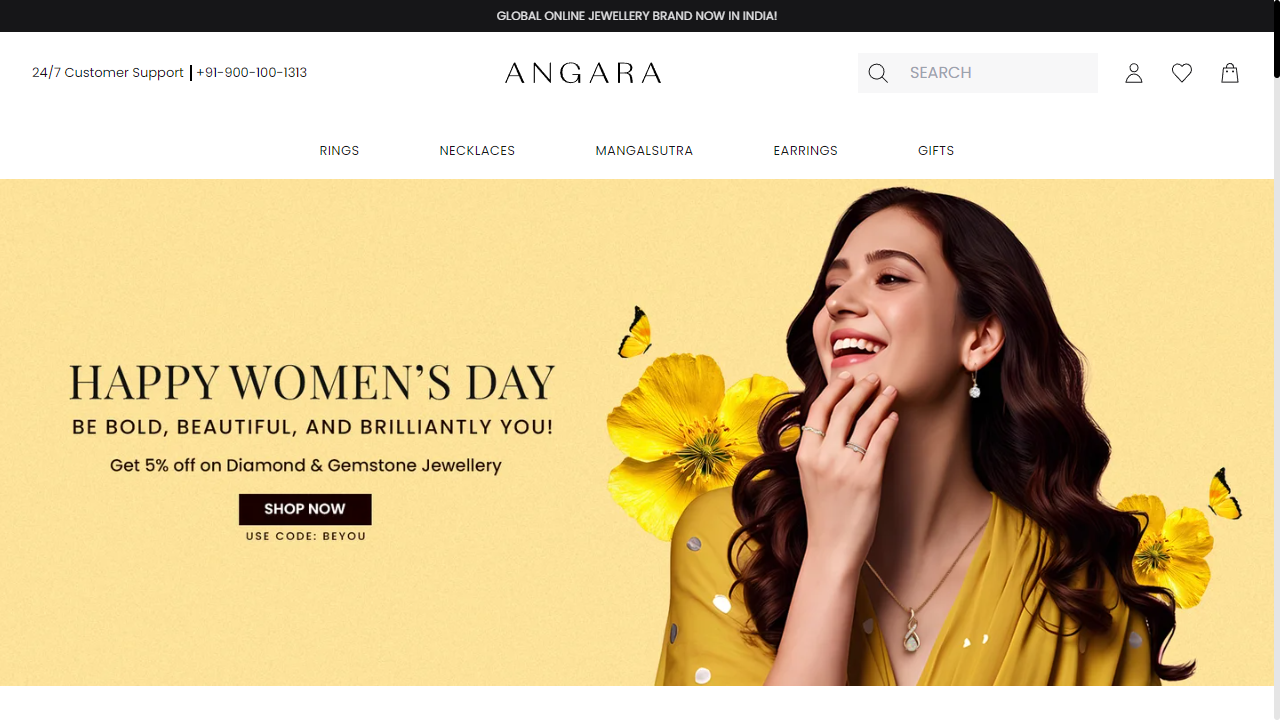 GLOBAL ONLINE JEWELLERY BRAND NOW IN INDIA!
24/7 Customer Support | +91-900-100-1313
ANGARA
SEARCH
RINGS
NECKLACES
MANGALSUTRA
EARRINGS
GIFTS
HAPPY WOMEN'S DAY
BE BOLD, BEAUTIFUL, AND BRILLIANTLY YOU!
Get 5% off on Diamond & Gemstone Jewellery
SHOP NOW
USE CODE: BEYOU